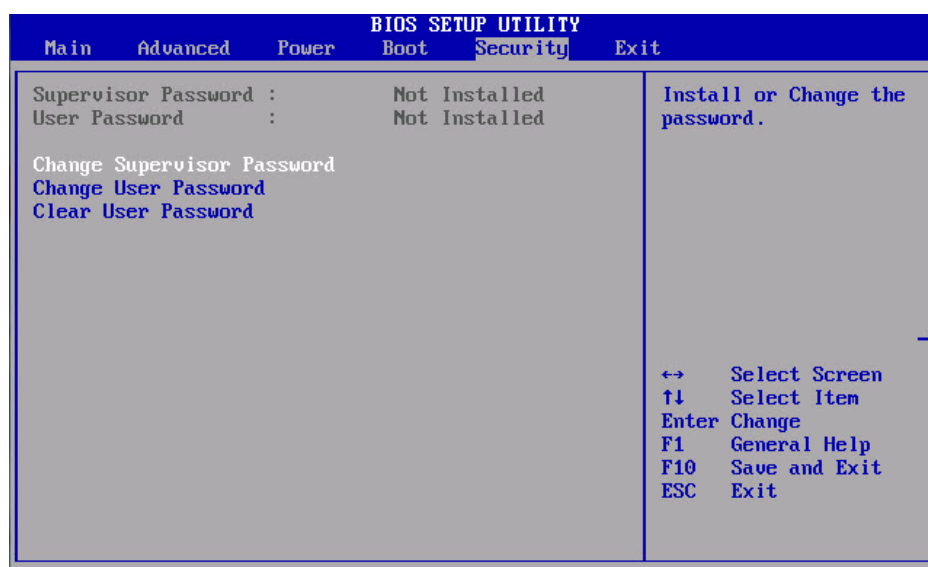 BIOS SETUP UTILITY
Main Advanced Power Boot Security Exit
Supervisor Password : Not Installed
User Password : Not Installed
Change Supervisor Password
Change User Password
Clear User Password
Install or Change the
password.
↔ Select Screen
↑↓ Select Item
Enter Change
F1 General Help
F10 Save and Exit
ESC Exit